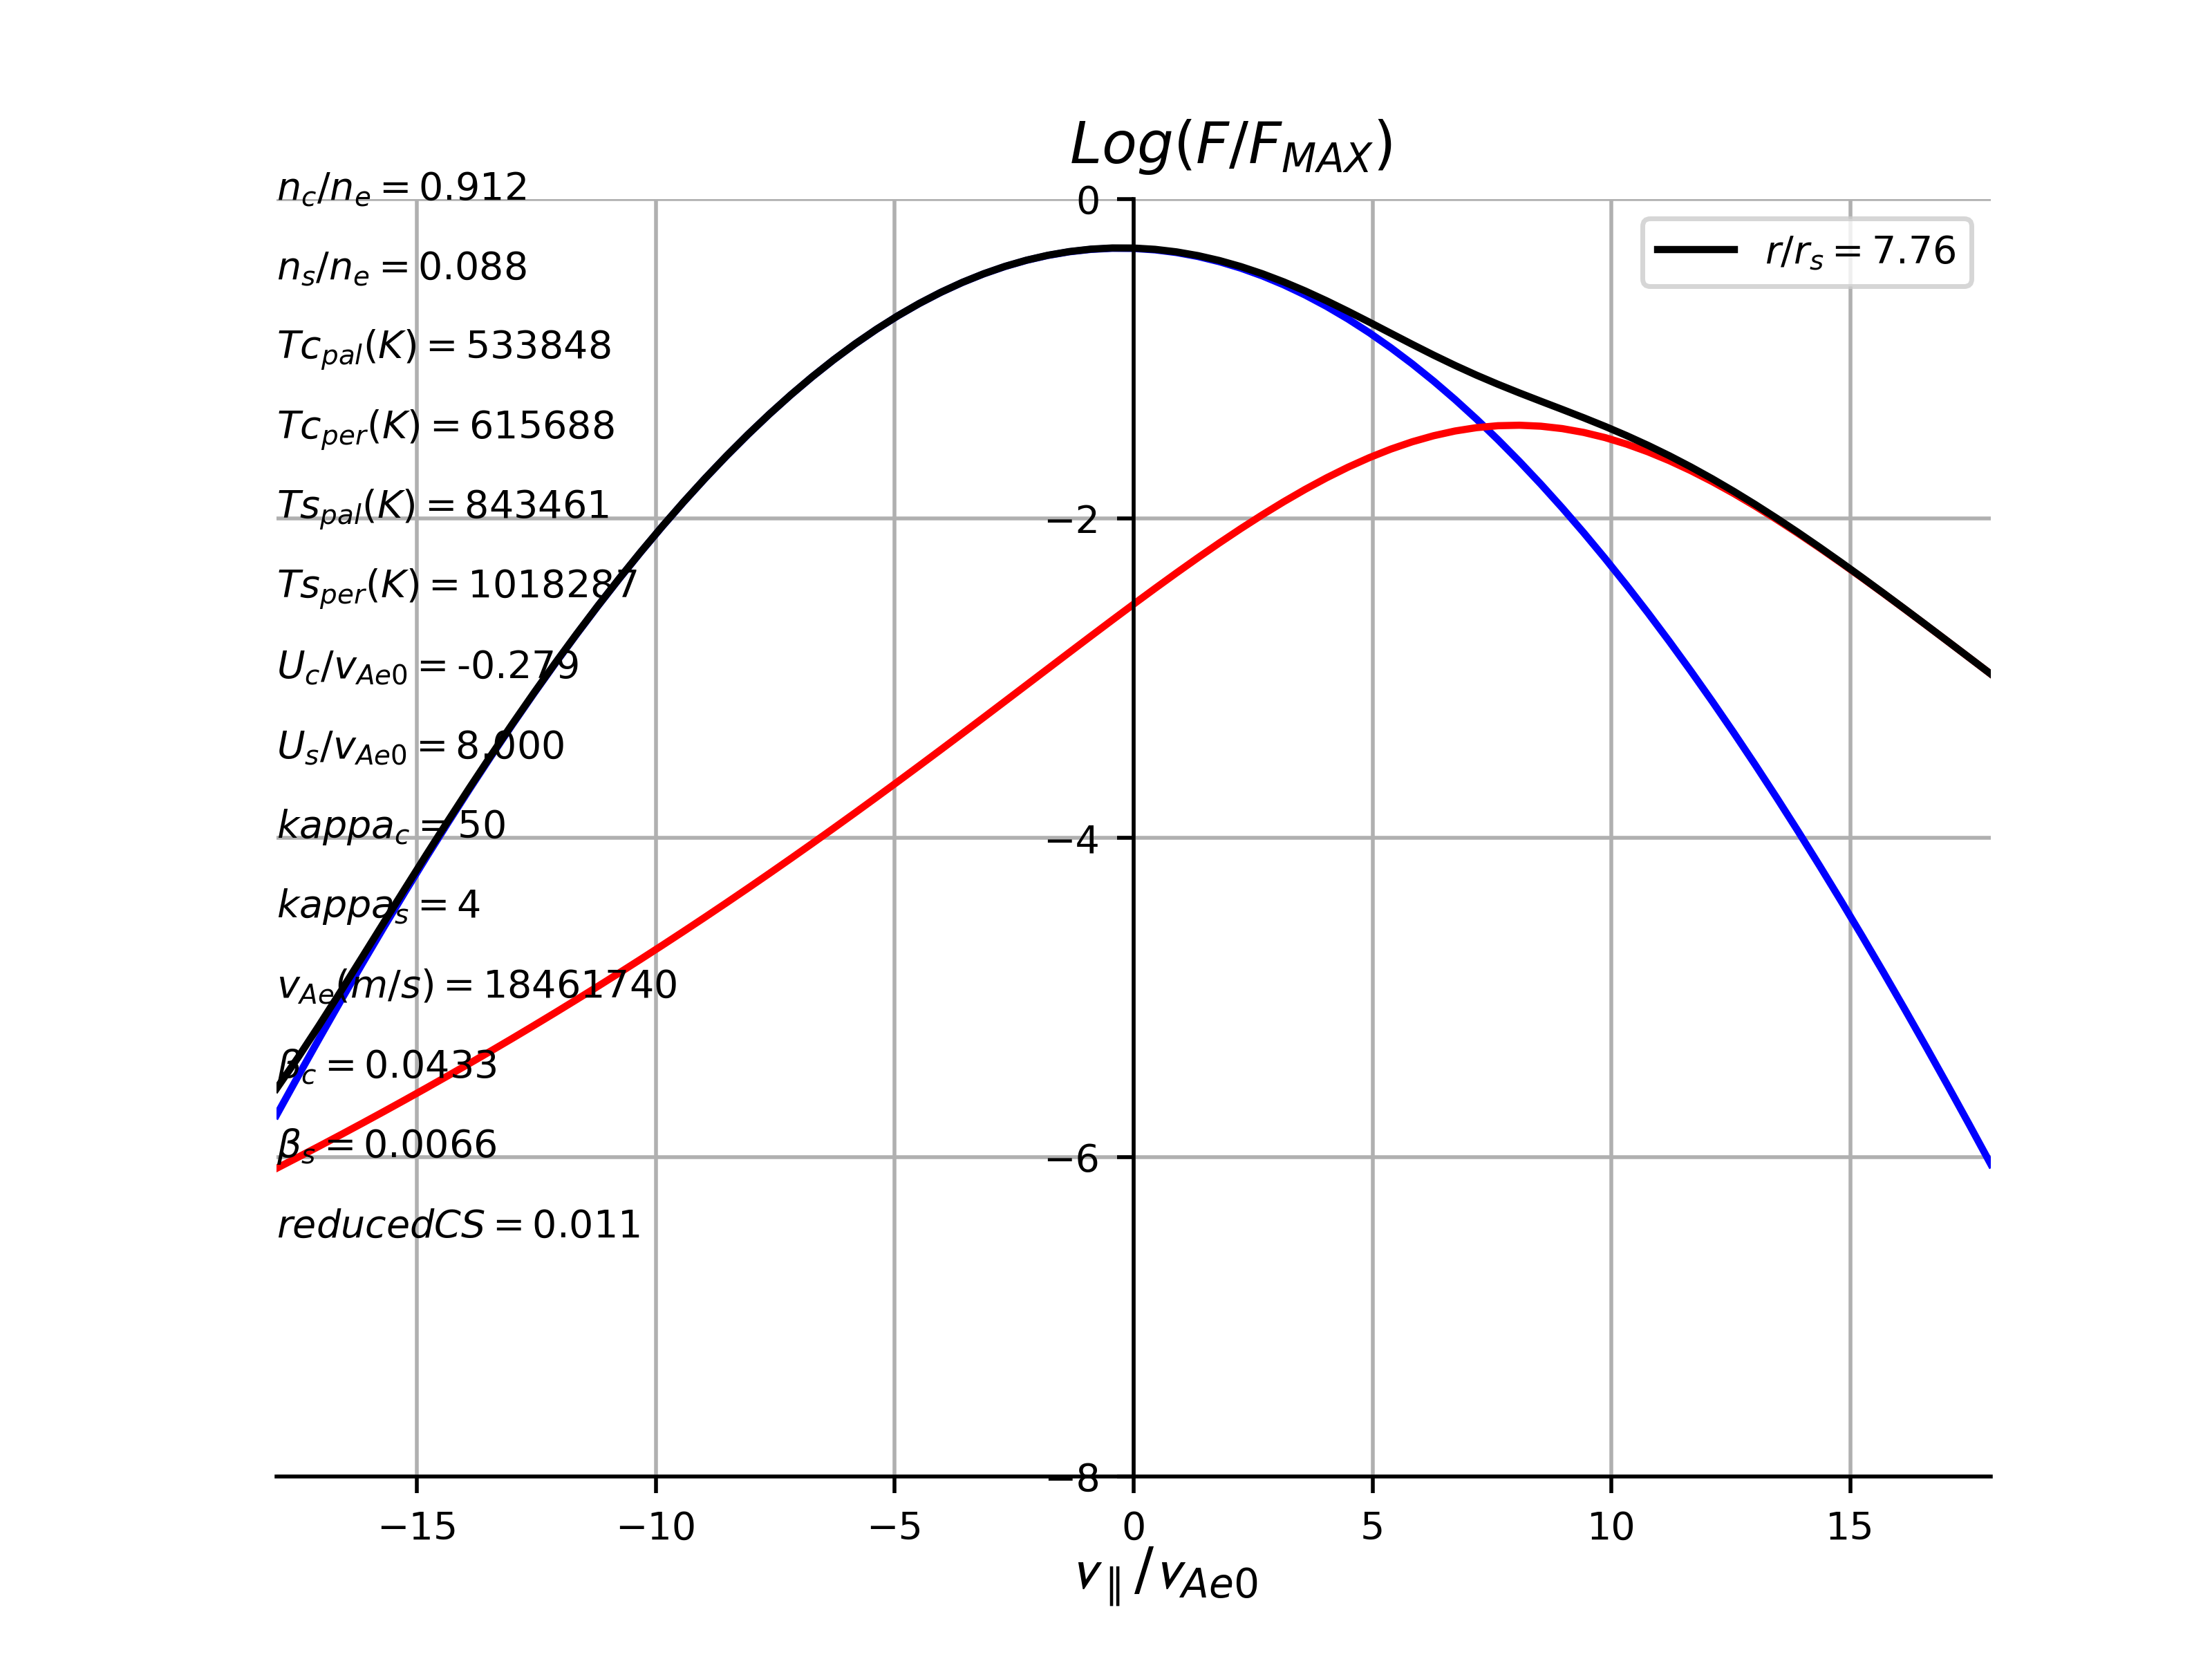 Log(F/F_MAX)
n_c/n_e = 0.912
n_s/n_e = 0.088
Tc_pal(K) = 533848
Tc_per(K) = 615688
Ts_pal(K) = 843461
Ts_per(K) = 1018287
U_c/v_Ae0 = -0.279
U_s/v_Ae0 = 8.000
kappa_c = 50
kappa_s = 4
v_Ae(m/s) = 18461740
β_c = 0.0433
β_s = 0.0066
reducedCS = 0.011
r/r_s = 7.76
0
−2
−4
−6
−8
−15 −10 −5 0 5 10 15
v_∥/v_Ae0